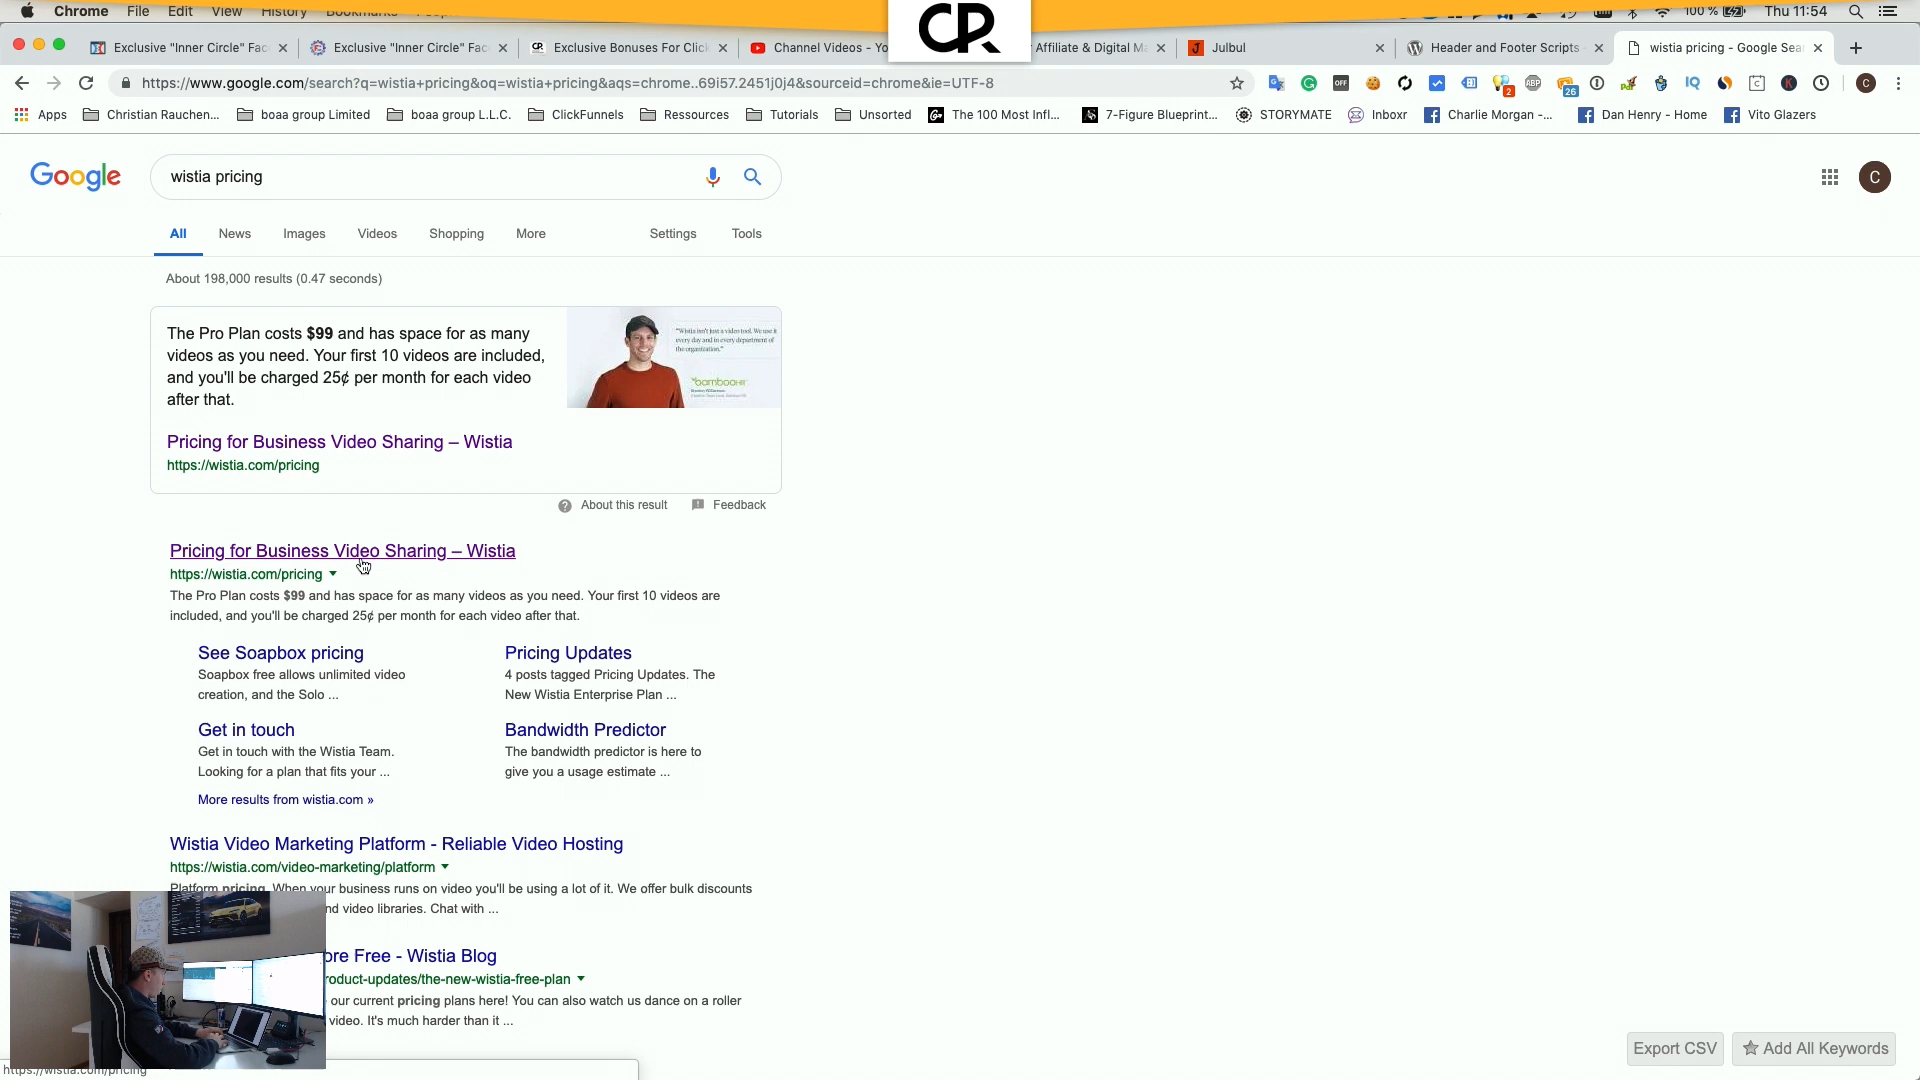 Chrome File Edit View History Bookmarks
100 % Thu 11:54
CR
Exclusive "Inner Circle" Fac
Exclusive "Inner Circle" Fac
Exclusive Bonuses For Click
Channel Videos - Yo
Affiliate & Digital Ma
Julbul
Header and Footer Scripts
wistia pricing - Google Sea
https://www.google.com/search?q=wistia+pricing&oq=wistia+pricing&aqs=chrome..69i57.2451j0j4&sourceid=chrome&ie=UTF-8
Apps
Christian Rauchen...
boaa group Limited
boaa group L.L.C.
ClickFunnels
Ressources
Tutorials
Unsorted
The 100 Most Infl...
7-Figure Blueprint...
STORYMATE
Inboxr
Charlie Morgan -...
Dan Henry - Home
Vito Glazers
Google
wistia pricing
C
All News Images Videos Shopping More Settings Tools
About 198,000 results (0.47 seconds)
The Pro Plan costs $99 and has space for as many
videos as you need. Your first 10 videos are included,
and you'll be charged 25¢ per month for each video
after that.
"Wistia isn't just a video tool. We use it
every day and in every department of
the organization."
bambooHR
Pricing for Business Video Sharing – Wistia
https://wistia.com/pricing
About this result Feedback
Pricing for Business Video Sharing – Wistia
https://wistia.com/pricing
The Pro Plan costs $99 and has space for as many videos as you need. Your first 10 videos are
included, and you'll be charged 25¢ per month for each video after that.
See Soapbox pricing
Soapbox free allows unlimited video
creation, and the Solo ...
Pricing Updates
4 posts tagged Pricing Updates. The
New Wistia Enterprise Plan ...
Get in touch
Get in touch with the Wistia Team.
Looking for a plan that fits your ...
Bandwidth Predictor
The bandwidth predictor is here to
give you a usage estimate ...
More results from wistia.com »
Wistia Video Marketing Platform - Reliable Video Hosting
https://wistia.com/video-marketing/platform
Platform pricing. When your business runs on video you'll be using a lot of it. We offer bulk discounts
nd video libraries. Chat with ...
ore Free - Wistia Blog
roduct-updates/the-new-wistia-free-plan
our current pricing plans here! You can also watch us dance on a roller
video. It's much harder than it ...
Export CSV
Add All Keywords
https://wistia.com/pricing